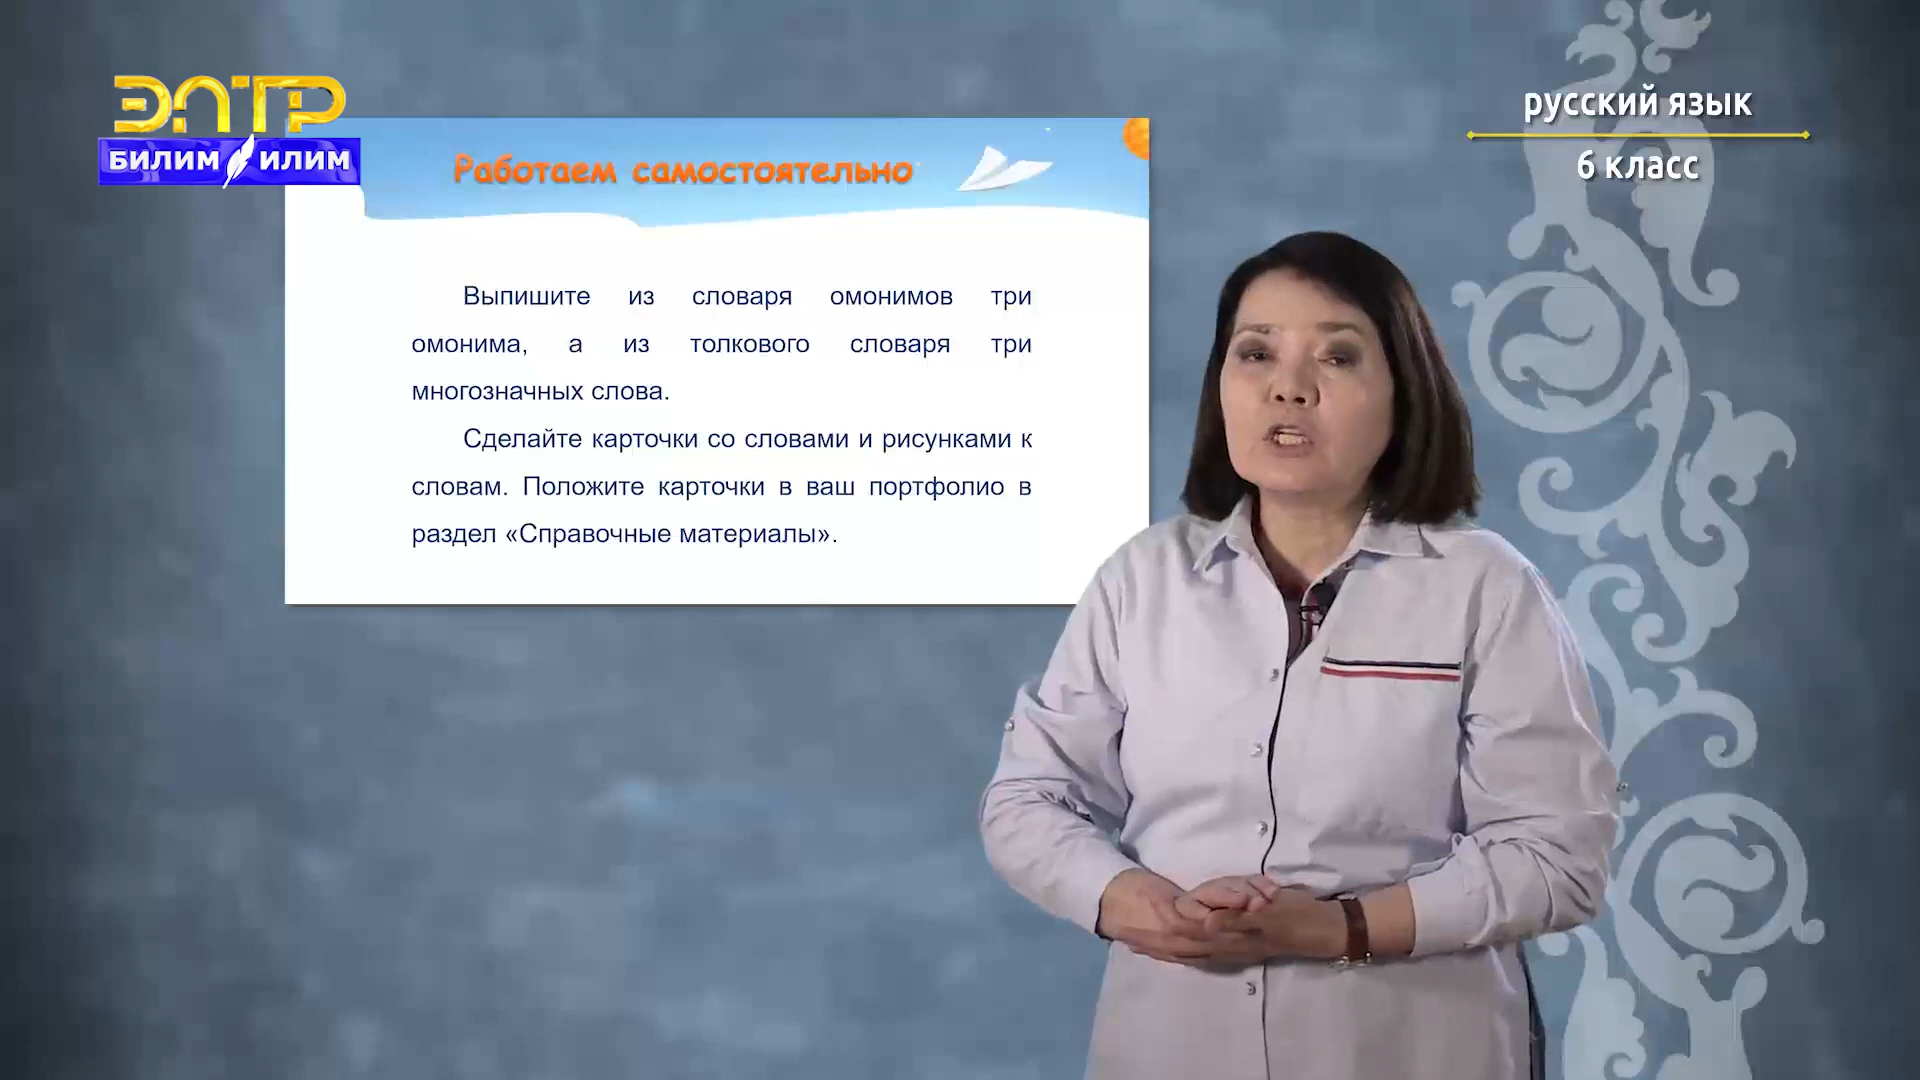 ЭЛТР
БИЛИМ ИЛИМ
русский язык
6 класс
Работаем самостоятельно
Выпишите из словаря омонимов три
омонима, а из толкового словаря три
многозначных слова.
Сделайте карточки со словами и рисунками к
словам. Положите карточки в ваш портфолио в
раздел «Справочные материалы».